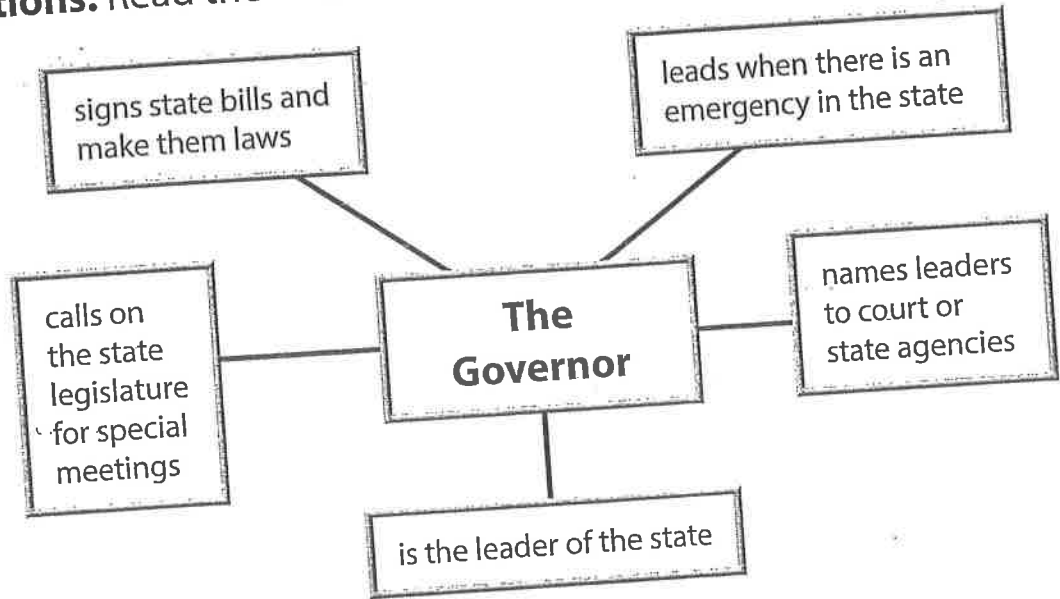 tions: Read the
signs state bills and
make them laws
leads when there is an
emergency in the state
calls on
the state
legislature
for special
meetings
The
Governor
names leaders
to court or
state agencies
is the leader of the state